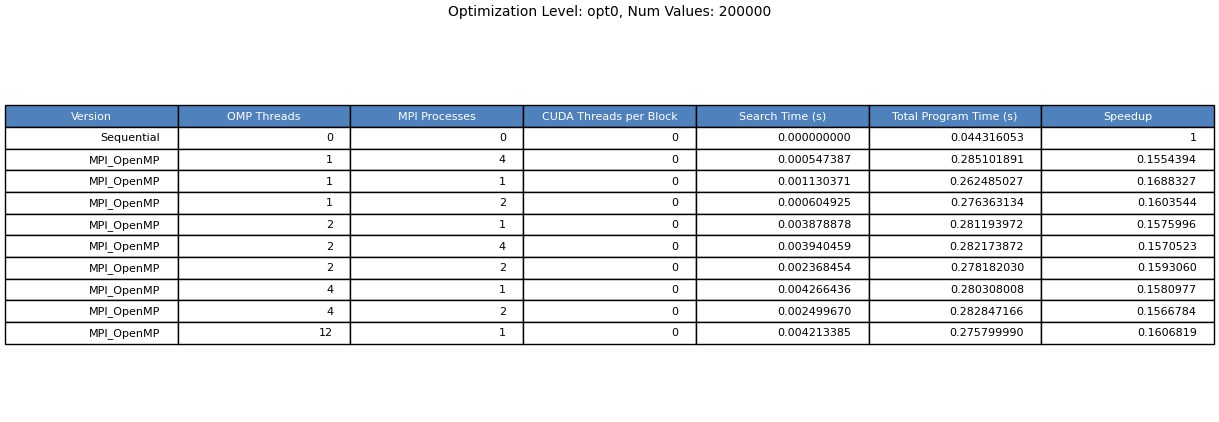 Optimization Level: opt0, Num Values: 200000
Version OMP Threads MPI Processes CUDA Threads per Block Search Time (s) Total Program Time (s) Speedup
Sequential 0 0 0 0.000000000 0.044316053 1
MPI_OpenMP 1 4 0 0.000547387 0.285101891 0.1554394
MPI_OpenMP 1 1 0 0.001130371 0.262485027 0.1688327
MPI_OpenMP 1 2 0 0.000604925 0.276363134 0.1603544
MPI_OpenMP 2 1 0 0.003878878 0.281193972 0.1575996
MPI_OpenMP 2 4 0 0.003940459 0.282173872 0.1570523
MPI_OpenMP 2 2 0 0.002368454 0.278182030 0.1593060
MPI_OpenMP 4 1 0 0.004266436 0.280308008 0.1580977
MPI_OpenMP 4 2 0 0.002499670 0.282847166 0.1566784
MPI_OpenMP 12 1 0 0.004213385 0.275799990 0.1606819